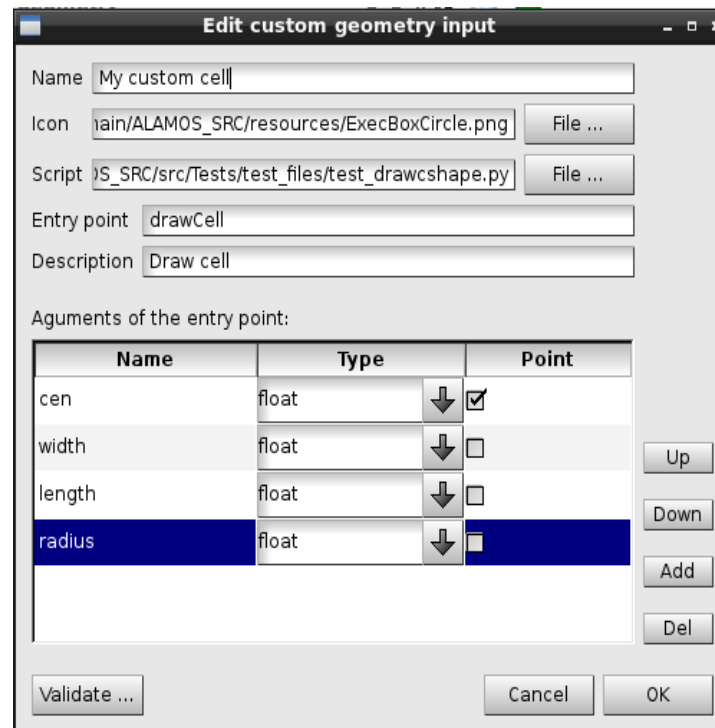 Edit custom geometry input
Name My custom cell
Icon ain/ALAMOS_SRC/resources/ExecBoxCircle.png File ...
Script S_SRC/src/Tests/test_files/test_drawcshape.py File ...
Entry point drawCell
Description Draw cell
Aguments of the entry point:
Name Type Point
cen float
width float
length float
radius float
Up
Down
Add
Del
Validate ... Cancel OK